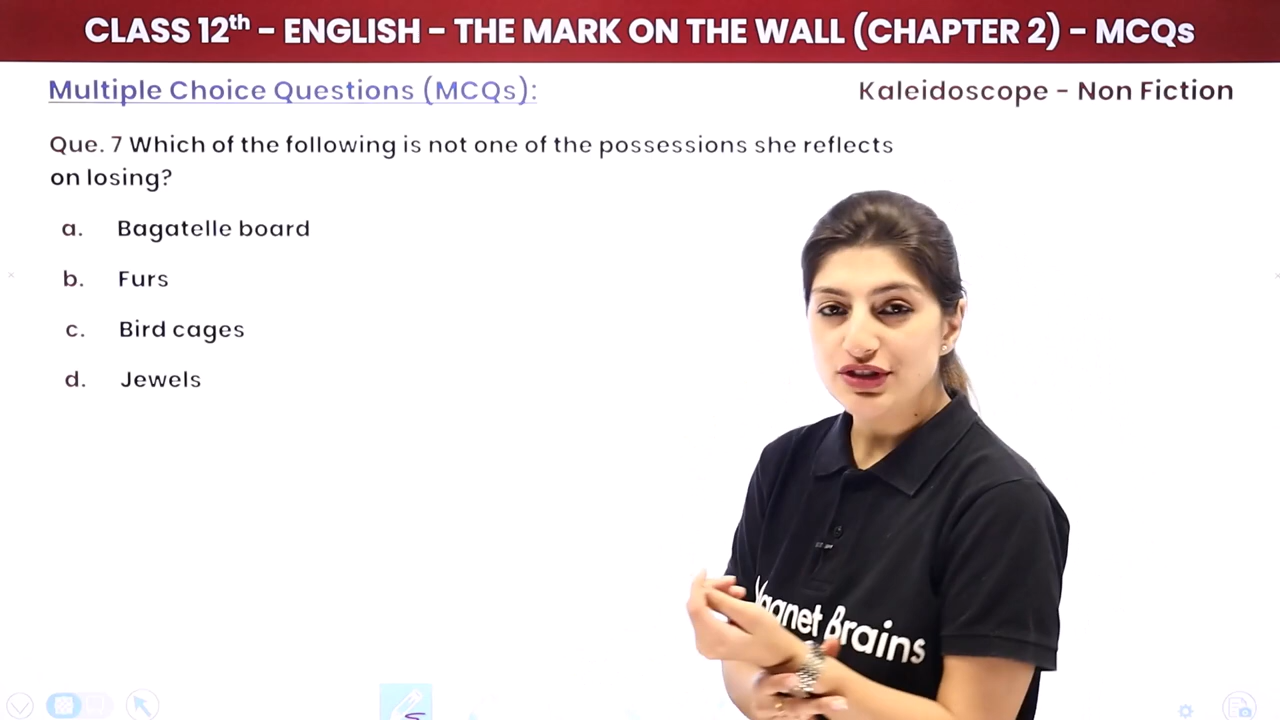 CLASS 12th – ENGLISH – THE MARK ON THE WALL (CHAPTER 2) – MCQs
Multiple Choice Questions (MCQs):
Kaleidoscope - Non Fiction
Que. 7 Which of the following is not one of the possessions she reflects
on losing?
a. Bagatelle board
b. Furs
c. Bird cages
d. Jewels
Magnet Brains